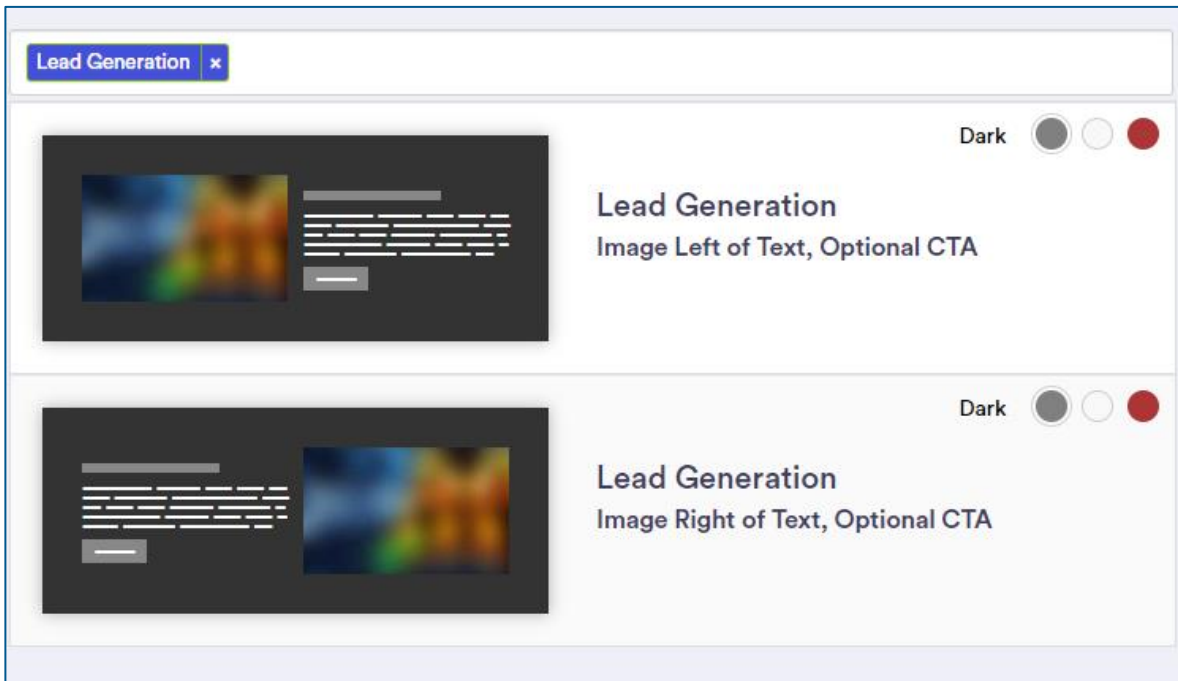 Lead Generation ×
Dark
Lead Generation
Image Left of Text, Optional CTA
Dark
Lead Generation
Image Right of Text, Optional CTA